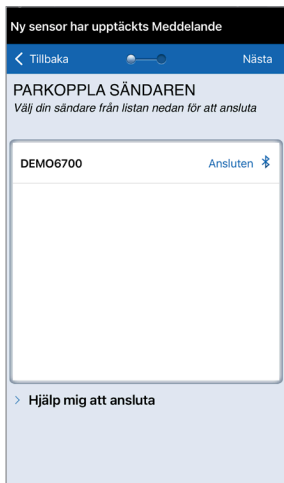 Ny sensor har upptäckts Meddelande
Tillbaka
Nästa
PARKOPPLA SÄNDAREN
Välj din sändare från listan nedan för att ansluta
DEMO6700
Ansluten
Hjälp mig att ansluta